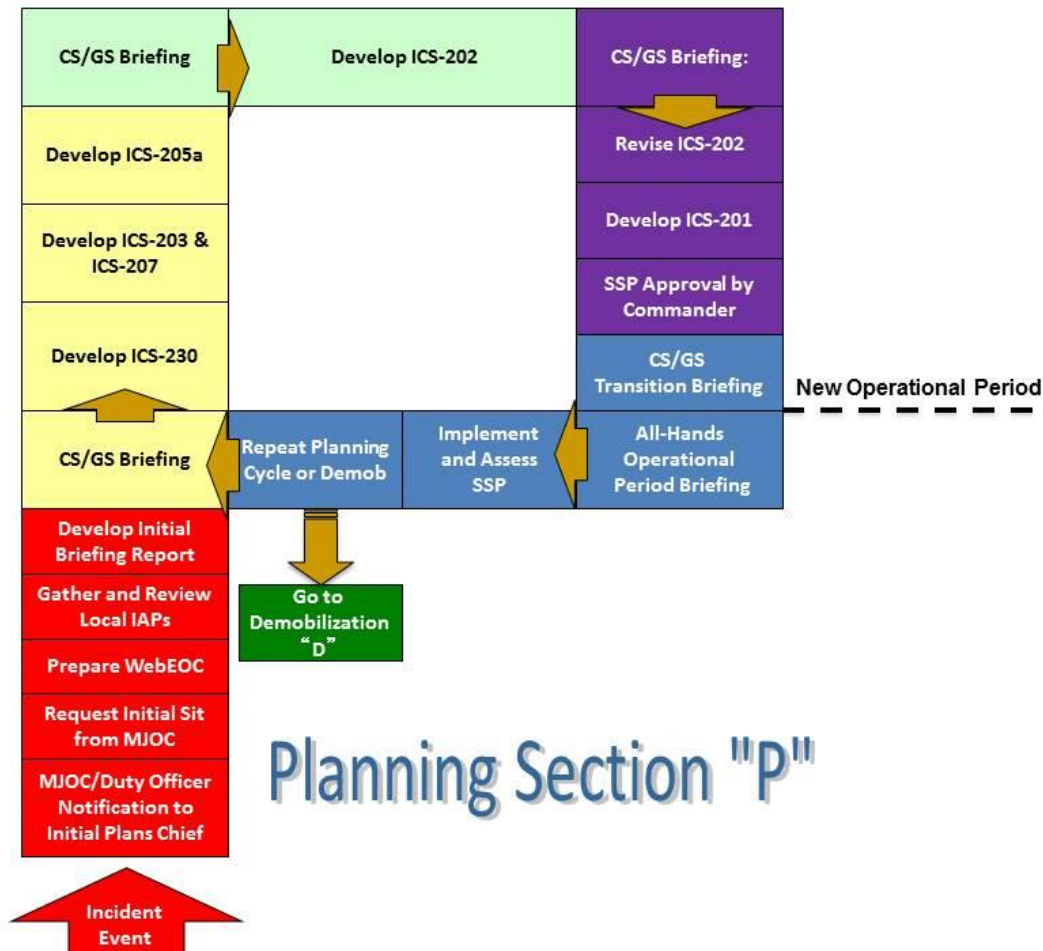 CS/GS Briefing
Develop ICS-202
CS/GS Briefing:
Develop ICS-205a
Revise ICS-202
Develop ICS-203 &
ICS-207
Develop ICS-201
SSP Approval by
Commander
Develop ICS-230
CS/GS
Transition Briefing
New Operational Period
CS/GS Briefing
Repeat Planning
Cycle or Demob
Implement
and Assess
SSP
All-Hands
Operational
Period Briefing
Develop Initial
Briefing Report
Gather and Review
Local IAPs
Go to
Demobilization
“D”
Prepare WebEOC
Request Initial Sit
from MJOC
MJOC/Duty Officer
Notification to
Initial Plans Chief
Planning Section "P"
Incident
Event